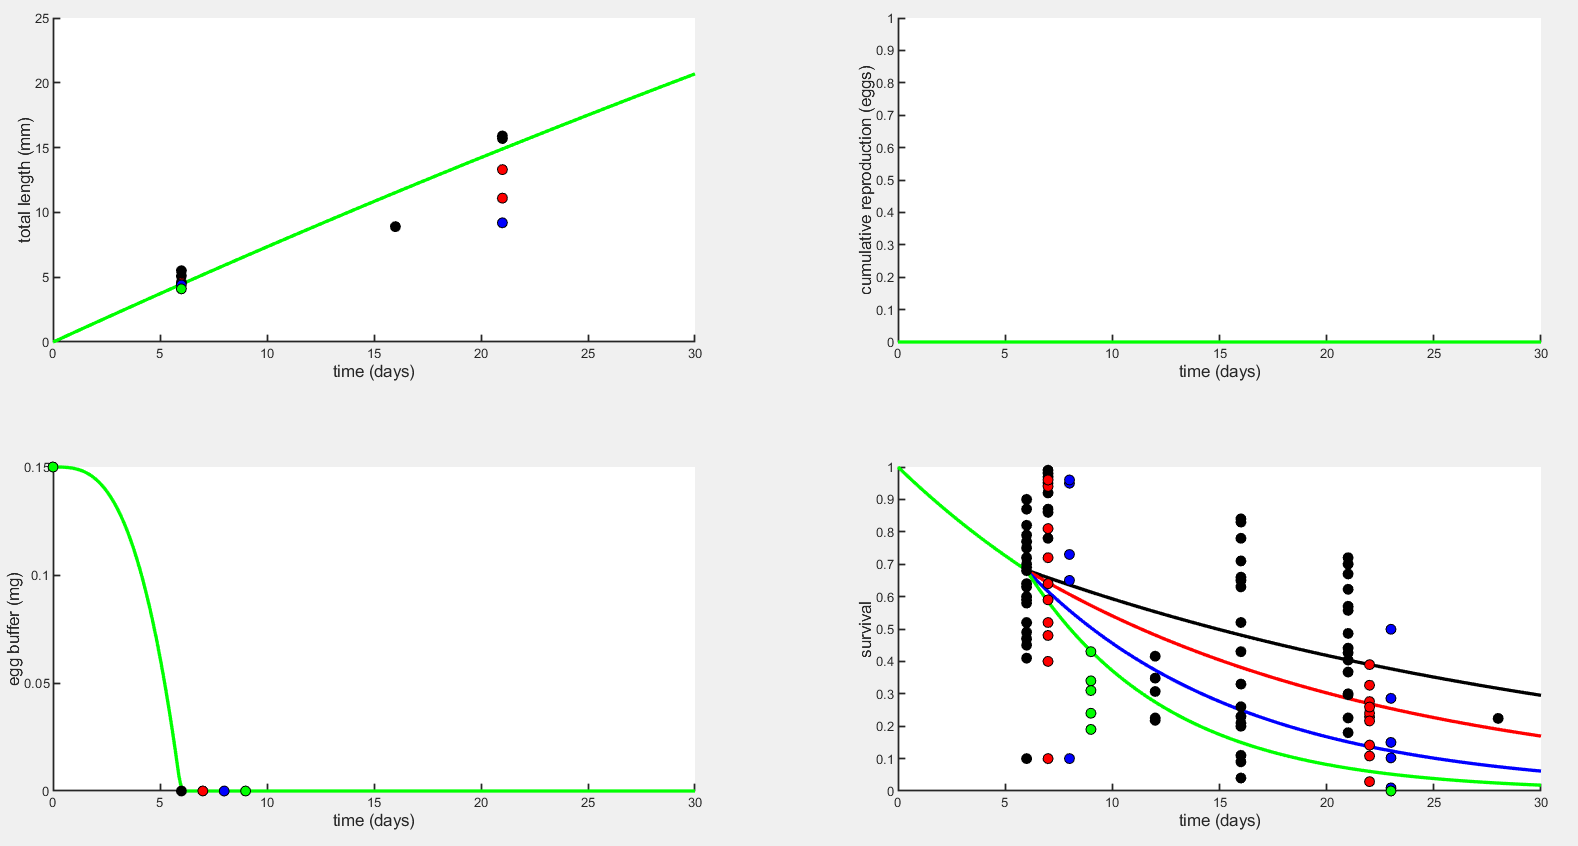 total length (mm)
25
20
15
10
5
0
0 5 10 15 20 25 30
time (days)
cumulative reproduction (eggs)
1
0.9
0.8
0.7
0.6
0.5
0.4
0.3
0.2
0.1
0
0 5 10 15 20 25 30
time (days)
egg buffer (mg)
0.15
0.1
0.05
0
0 5 10 15 20 25 30
time (days)
survival
1
0.9
0.8
0.7
0.6
0.5
0.4
0.3
0.2
0.1
0
0 5 10 15 20 25 30
time (days)